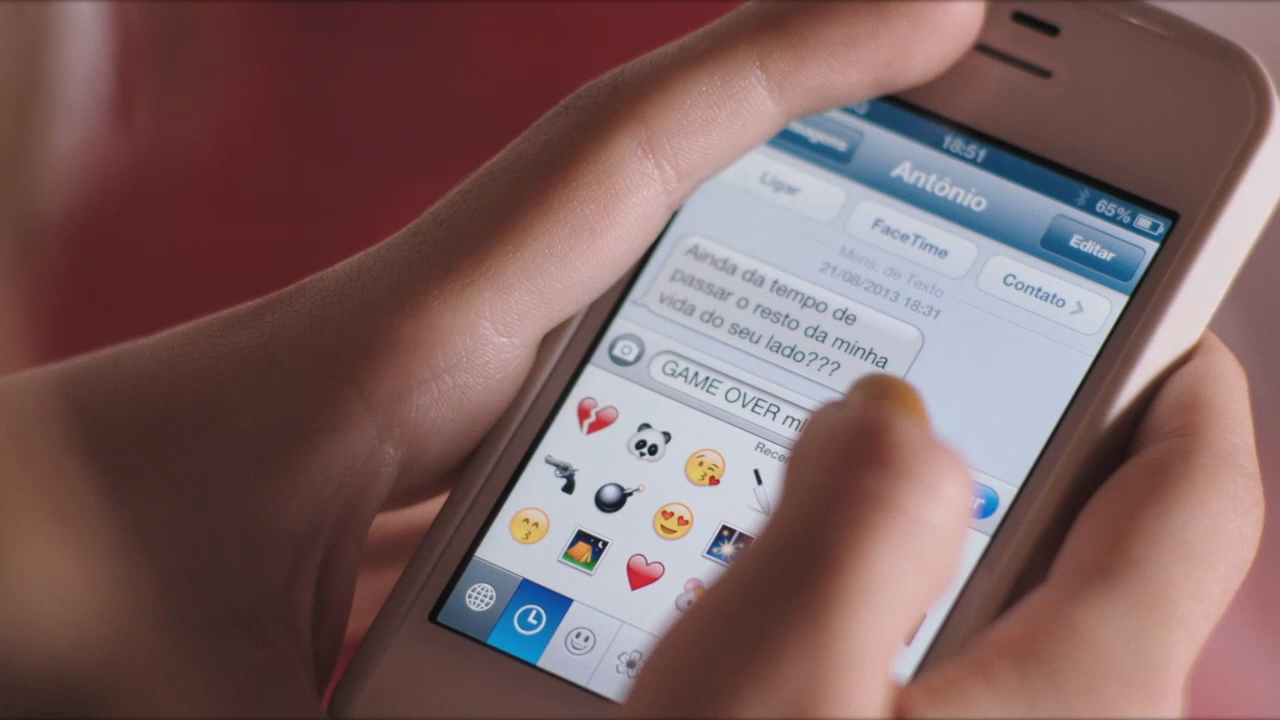 18:51
65%
Antônio
Editar
Ligar
FaceTime
Contato
Mens. de Texto
21/08/2013 18:31
Ainda da tempo de
passar o resto da minha
vida do seu lado???
GAME OVER